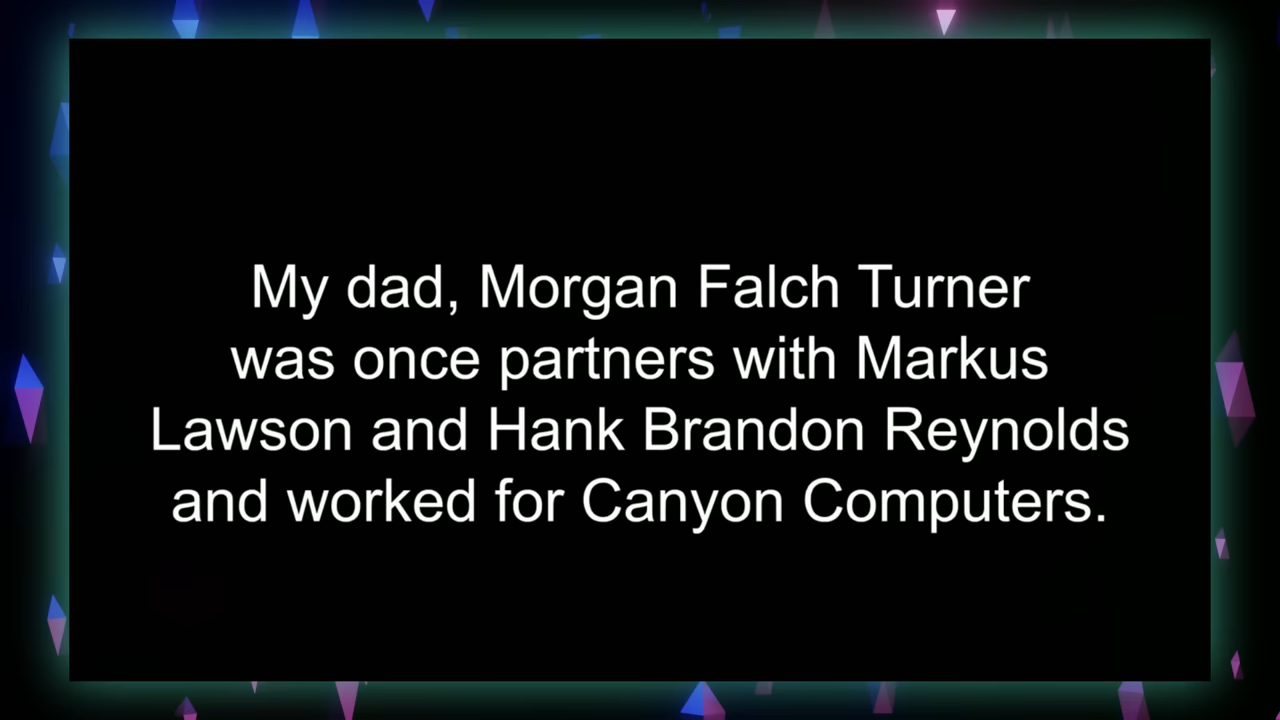 My dad, Morgan Falch Turner
was once partners with Markus
Lawson and Hank Brandon Reynolds
and worked for Canyon Computers.